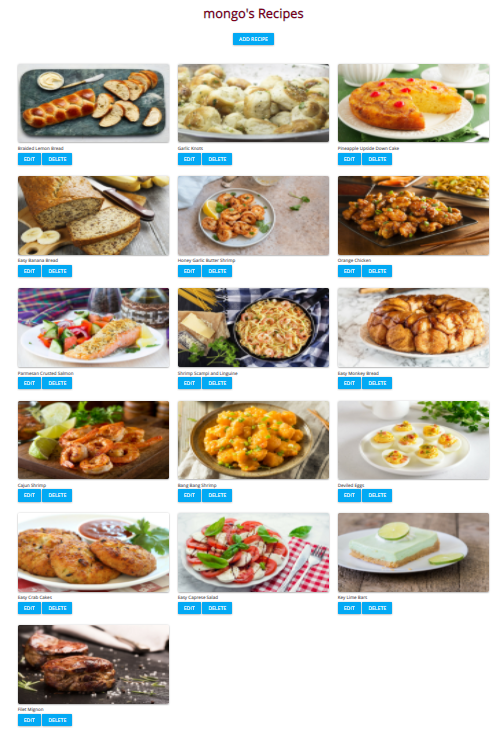 mongo's Recipes
ADD RECIPE
Braided Lemon Bread
EDIT DELETE
Garlic Knots
EDIT DELETE
Pineapple Upside Down Cake
EDIT DELETE
Easy Banana Bread
EDIT DELETE
Honey Garlic Butter Shrimp
EDIT DELETE
Orange Chicken
EDIT DELETE
Parmesan Crusted Salmon
EDIT DELETE
Shrimp Scampi and Linguine
EDIT DELETE
Easy Monkey Bread
EDIT DELETE
Cajun Shrimp
EDIT DELETE
Bang Bang Shrimp
EDIT DELETE
Deviled Eggs
EDIT DELETE
Easy Crab Cakes
EDIT DELETE
Easy Caprese Salad
EDIT DELETE
Key Lime Bars
EDIT DELETE
Filet Mignon
EDIT DELETE